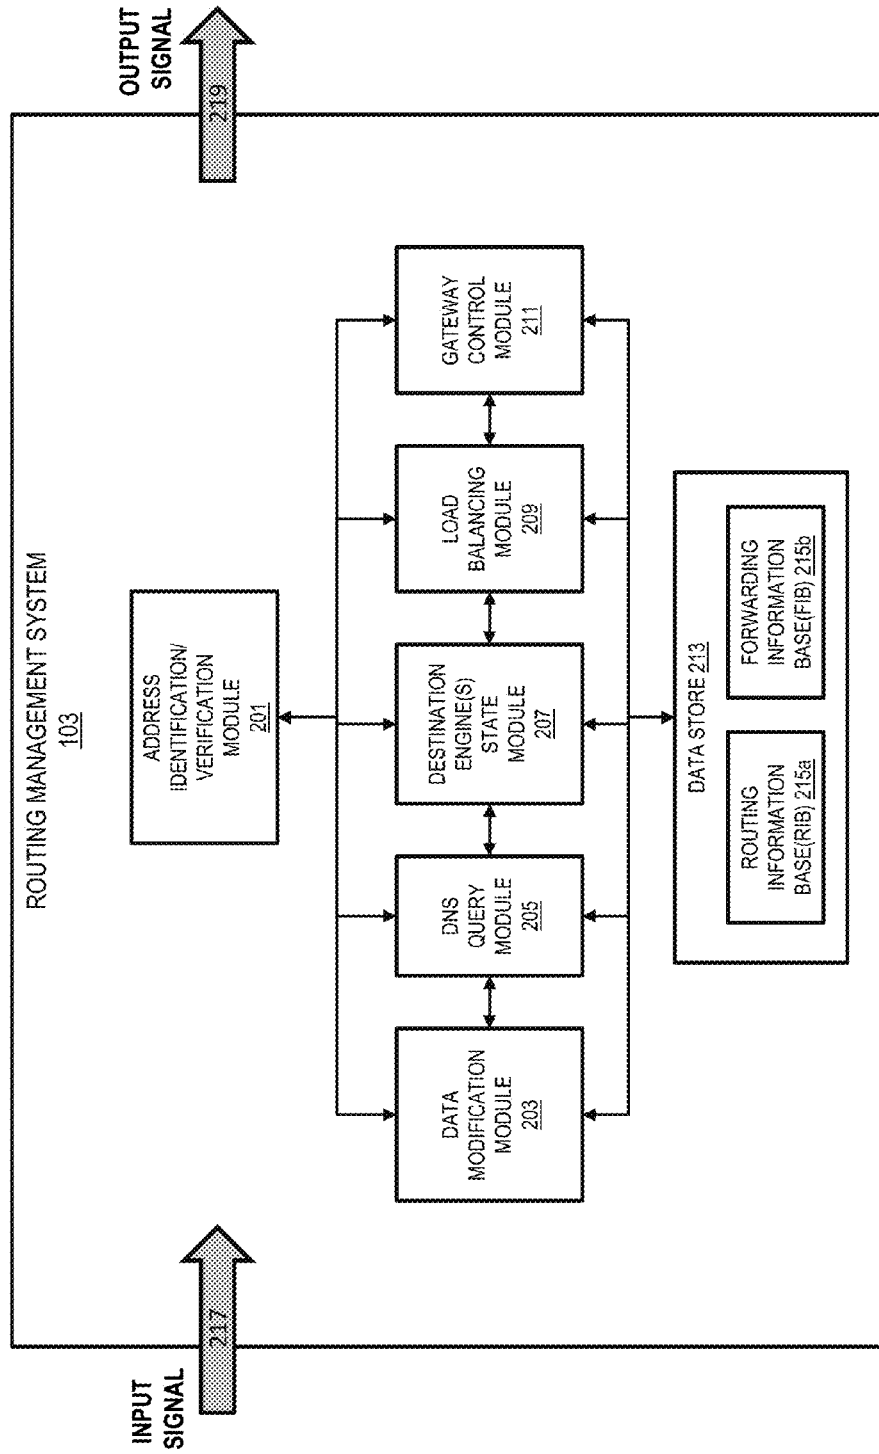 ROUTING MANAGEMENT SYSTEM
103
INPUT
SIGNAL
217
OUTPUT
SIGNAL
219
ADDRESS
IDENTIFICATION/
VERIFICATION
MODULE
201
DATA
MODIFICATION
MODULE
203
DNS
QUERY
MODULE
205
DESTINATION
ENGINE(S)
STATE
MODULE
207
LOAD
BALANCING
MODULE
209
GATEWAY
CONTROL
MODULE
211
DATA STORE 213
ROUTING
INFORMATION
BASE(RIB) 215a
FORWARDING
INFORMATION
BASE(FIB) 215b